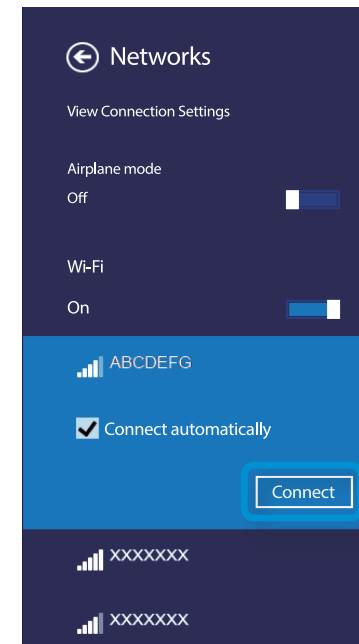 Networks
View Connection Settings
Airplane mode
Off
Wi-Fi
On
ABCDEFG
Connect automatically
Connect
XXXXXXX
XXXXXXX